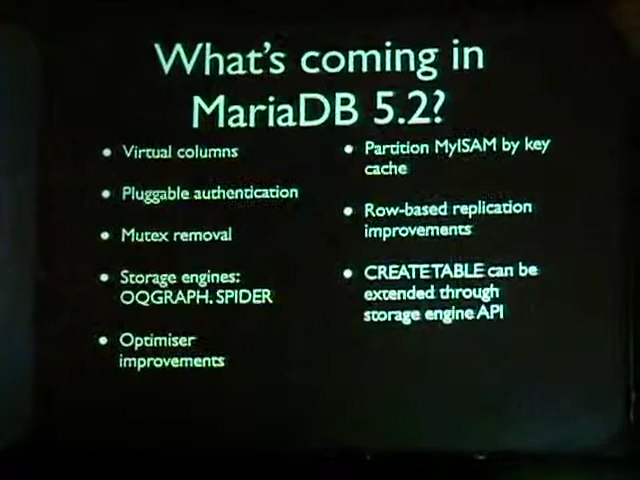 What's coming in
MariaDB 5.2?
Virtual columns
Pluggable authentication
Mutex removal
Storage engines:
OQGRAPH, SPIDER
Optimiser
improvements
Partition MyISAM by key
cache
Row-based replication
improvements
CREATE TABLE can be
extended through
storage engine API